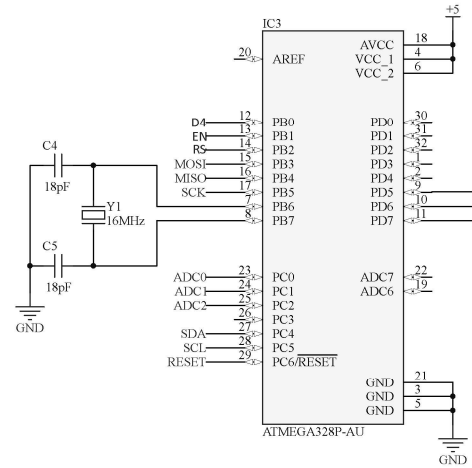 +5
IC3
18 AVCC
20 AREF
4 VCC_1
6 VCC_2
D4 12 PB0 PD0 30
EN 13 PB1 PD1 31
RS 14 PB2 PD2 32
MOSI 15 PB3 PD3 1
MISO 16 PB4 PD4 2
SCK 17 PB5 PD5 9
7 PB6 PD6 10
8 PB7 PD7 11
C4
18pF
Y1
16MHz
C5
18pF
GND
ADC0 23 PC0 ADC7 22
ADC1 24 PC1 ADC6 19
ADC2 25 PC2
26 PC3
SDA 27 PC4
SCL 28 PC5
RESET 29 PC6/RESET
GND 21
GND 3
GND 5
ATMEGA328P-AU
GND